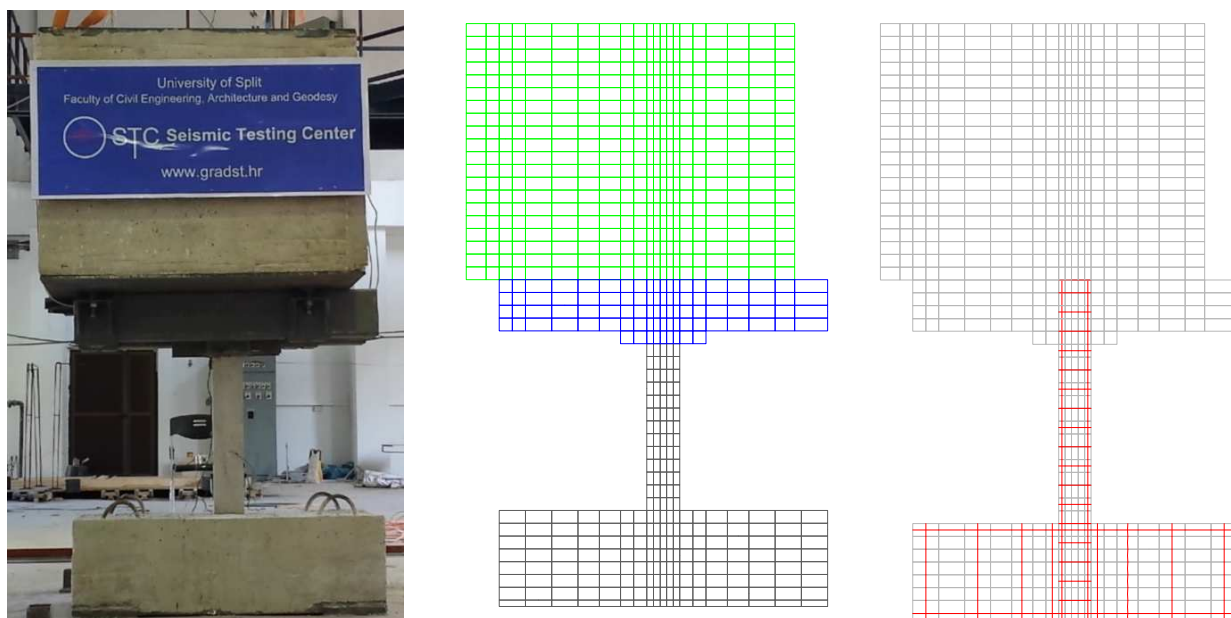 University of Split
Faculty of Civil Engineering, Architecture and Geodesy
STC Seismic Testing Center
www.gradst.hr